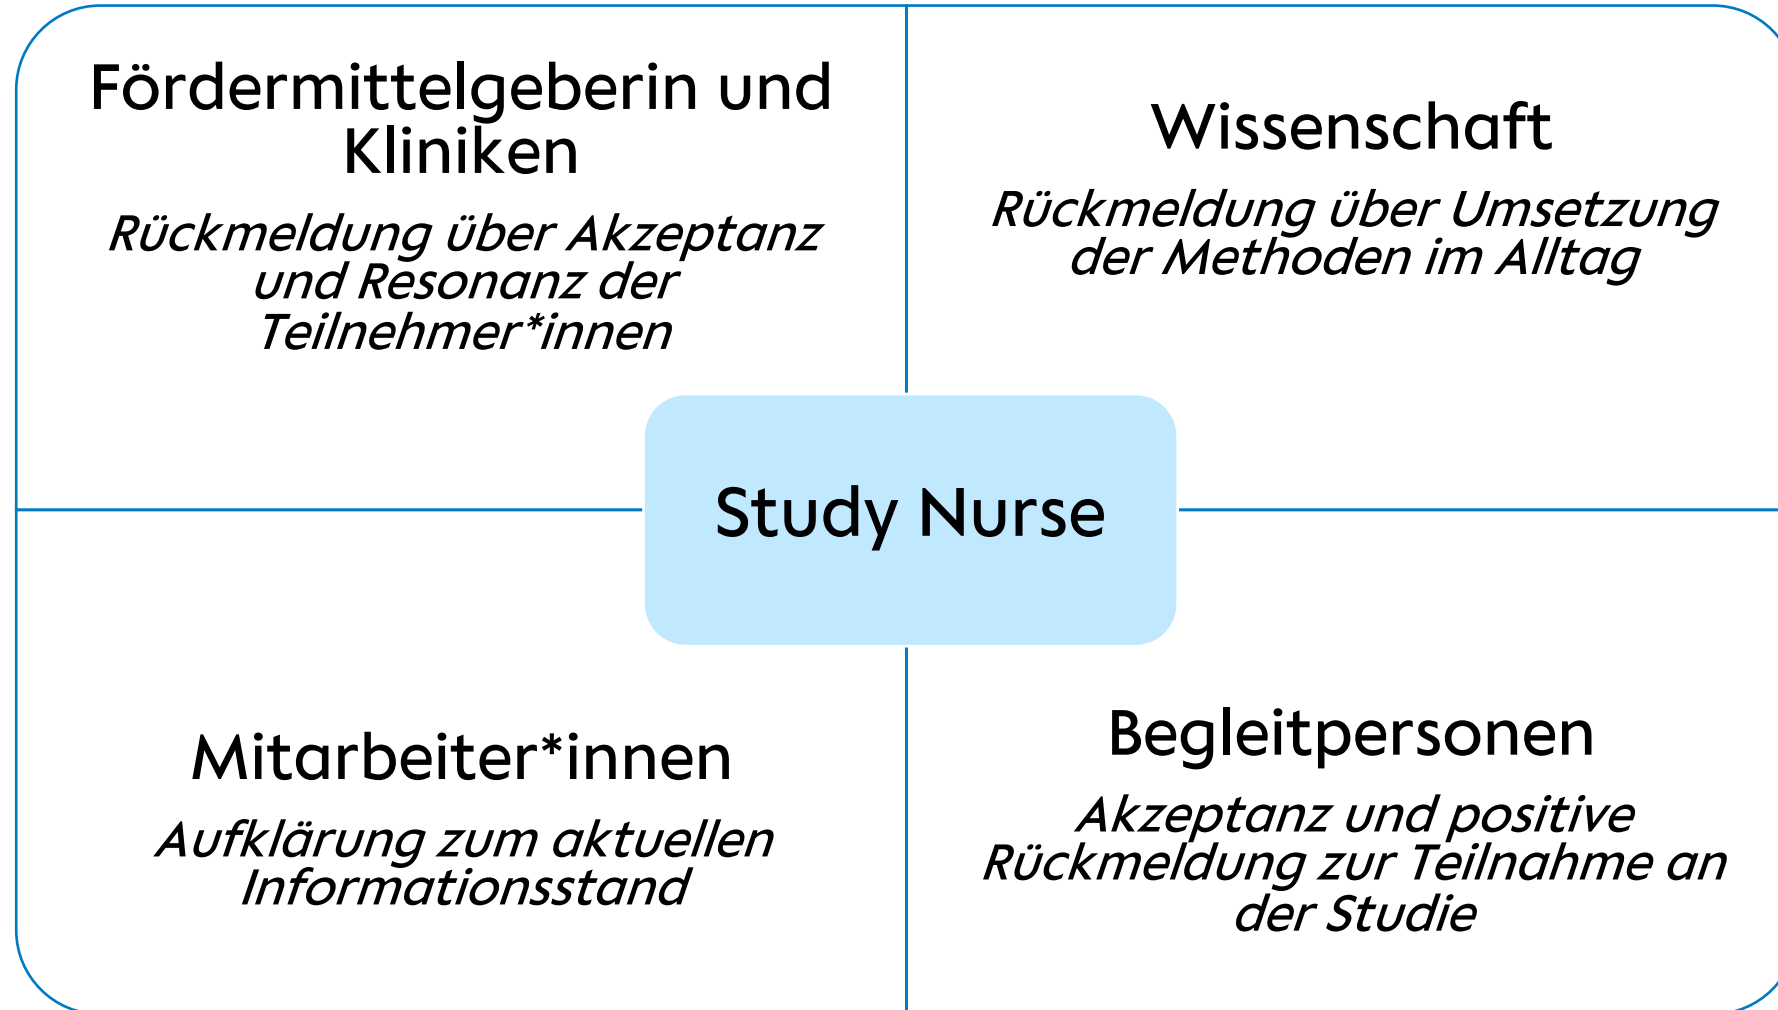 Fördermittelgeberin und
Kliniken
Rückmeldung über Akzeptanz
und Resonanz der
Teilnehmer*innen
Wissenschaft
Rückmeldung über Umsetzung
der Methoden im Alltag
Study Nurse
Mitarbeiter*innen
Aufklärung zum aktuellen
Informationsstand
Begleitpersonen
Akzeptanz und positive
Rückmeldung zur Teilnahme an
der Studie